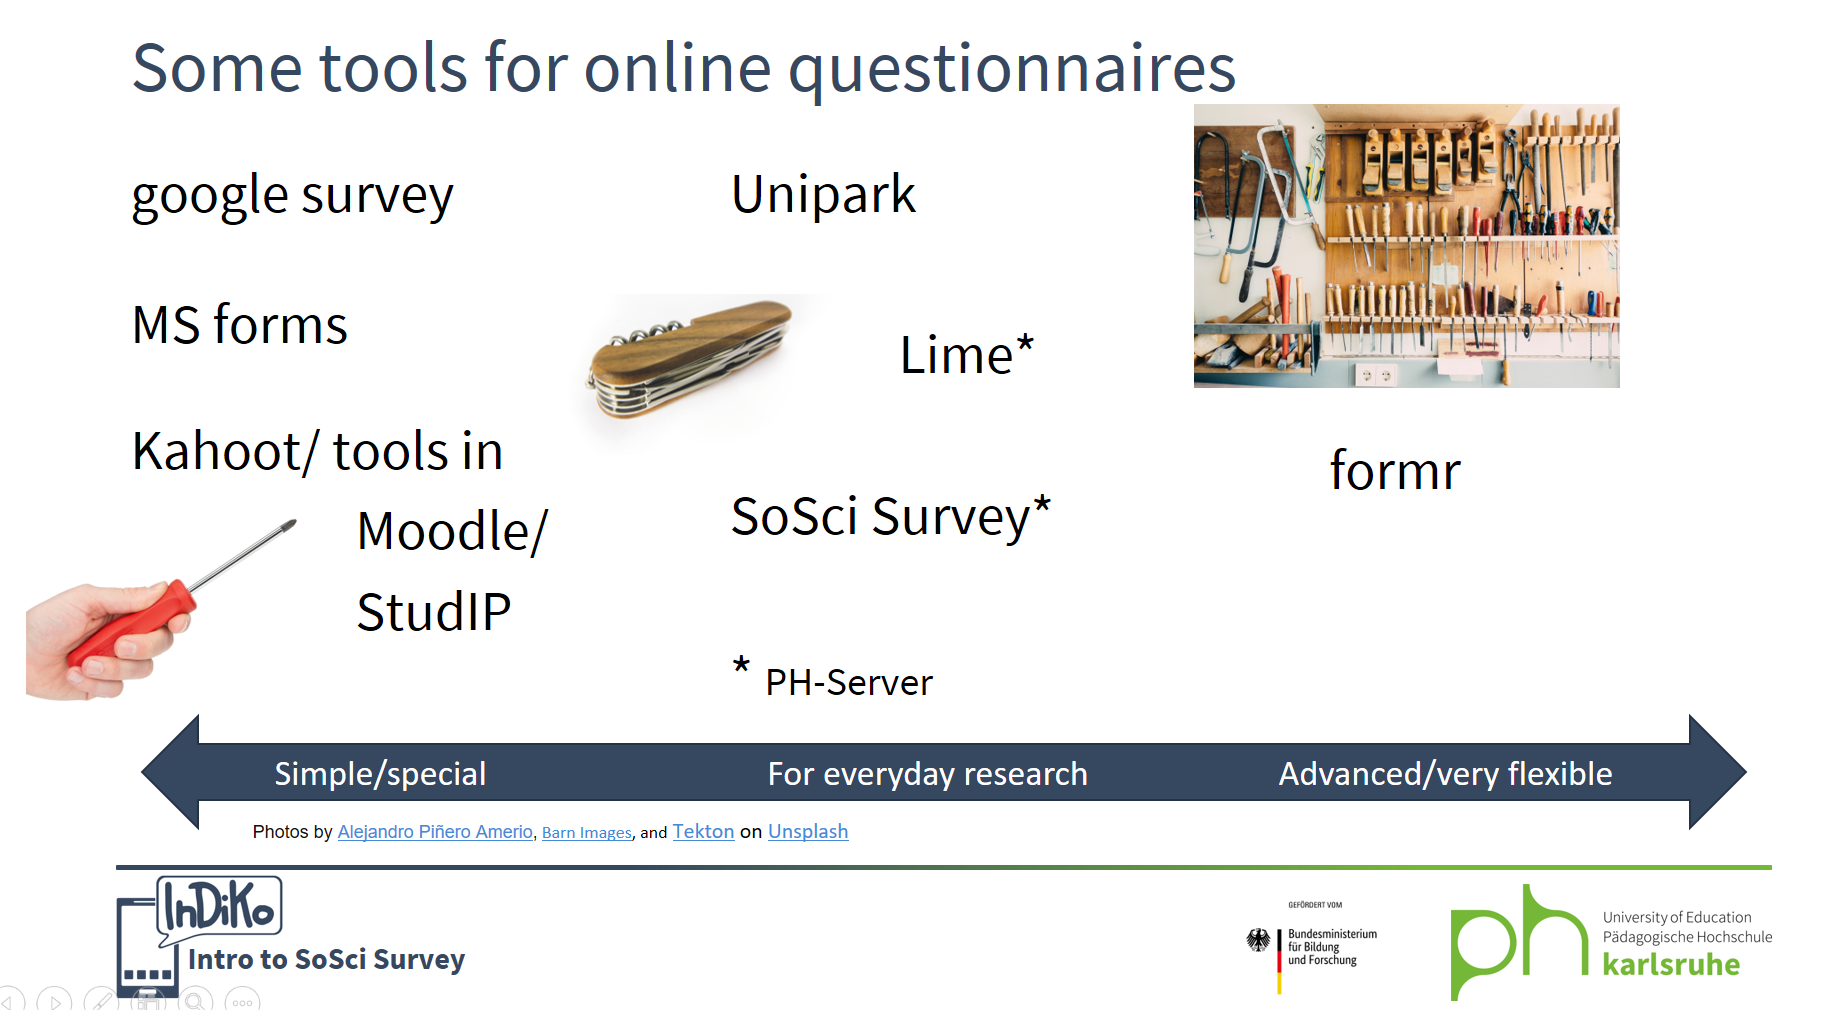 Some tools for online questionnaires
google survey
MS forms
Kahoot/ tools in
Moodle/
StudIP
Unipark
Lime*
SoSci Survey*
* PH-Server
formr
Simple/special
For everyday research
Advanced/very flexible
Photos by Alejandro Piñero Amerio, Barn Images, and Tekton on Unsplash
InDiKo
Intro to SoSci Survey
GEFÖRDERT VOM
Bundesministerium
für Bildung
und Forschung
ph
University of Education
Pädagogische Hochschule
karlsruhe